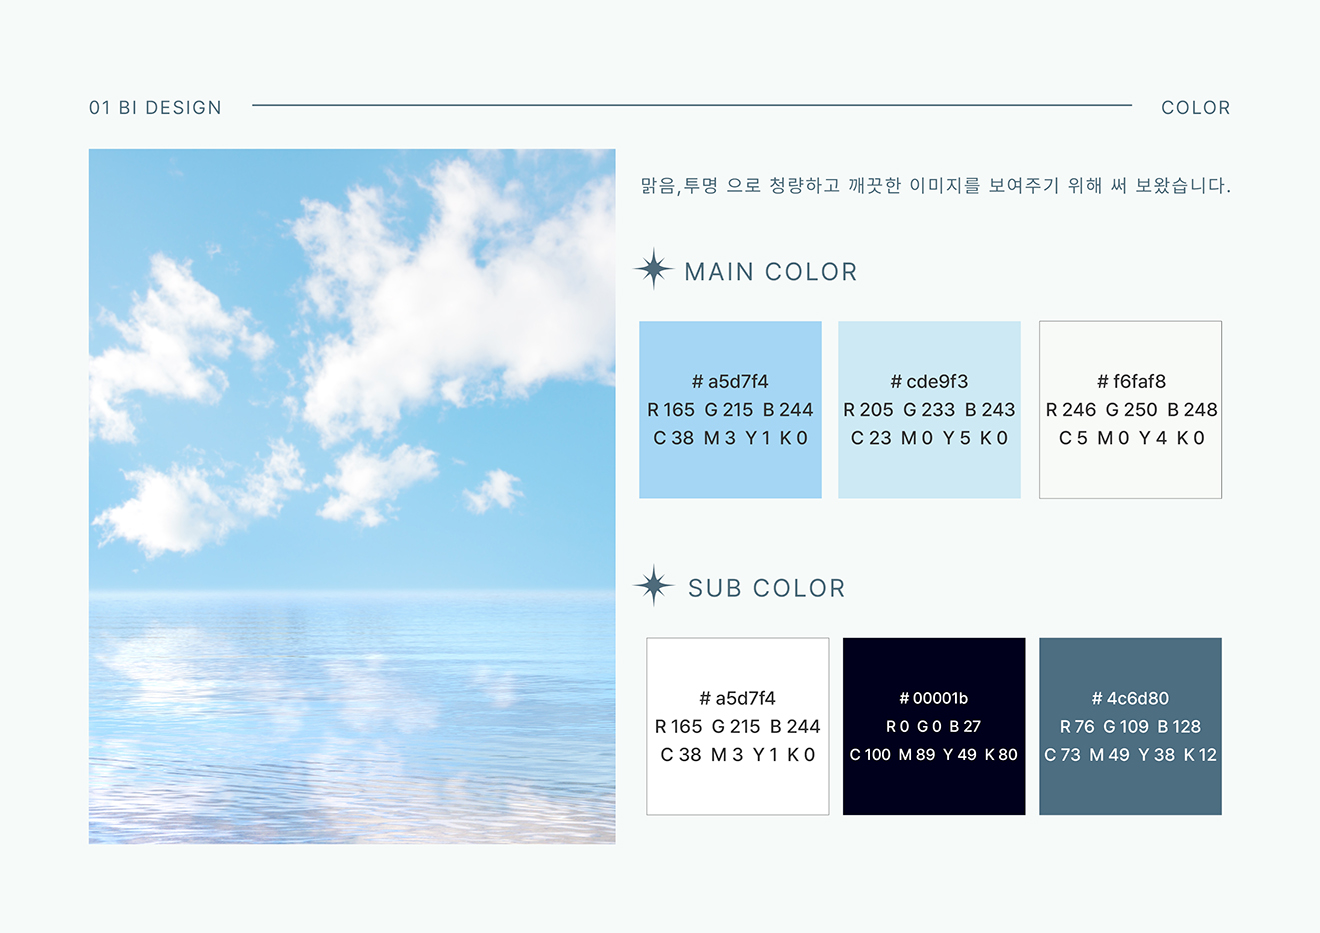 01 BI DESIGN
COLOR
맑음,투명 으로 청량하고 깨끗한 이미지를 보여주기 위해 써 보왔습니다.
MAIN COLOR
# a5d7f4
R 165 G 215 B 244
C 38 M 3 Y 1 K 0
# cde9f3
R 205 G 233 B 243
C 23 M 0 Y 5 K 0
# f6faf8
R 246 G 250 B 248
C 5 M 0 Y 4 K 0
SUB COLOR
# a5d7f4
R 165 G 215 B 244
C 38 M 3 Y 1 K 0
# 00001b
R 0 G 0 B 27
C 100 M 89 Y 49 K 80
# 4c6d80
R 76 G 109 B 128
C 73 M 49 Y 38 K 12